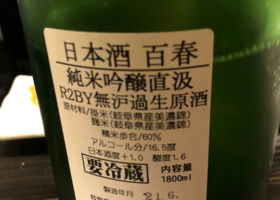 日本酒 百春
純米吟醸直汲
R2BY無沪過生原酒
原材料/掛米(岐阜県産美濃錦)
麹米(岐阜県産美濃錦)
精米歩合/60%
アルコール分/16.5度
日本酒度+1.0 酸度1.6
要冷蔵
内容量
1800ml
製造年月 21.6.